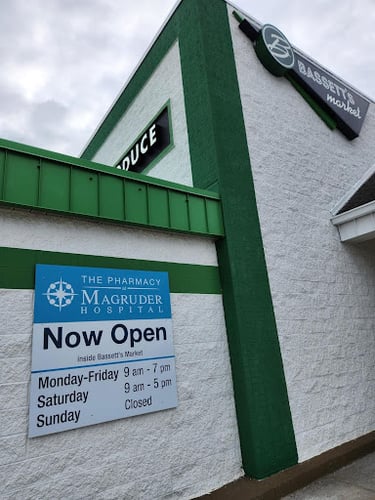 B
BASSETT'S
market
DUCE
THE PHARMACY
at
MAGRUDER
HOSPITAL
Now Open
inside Bassett's Market
Monday-Friday 9 am - 7 pm
Saturday 9 am - 5 pm
Sunday Closed